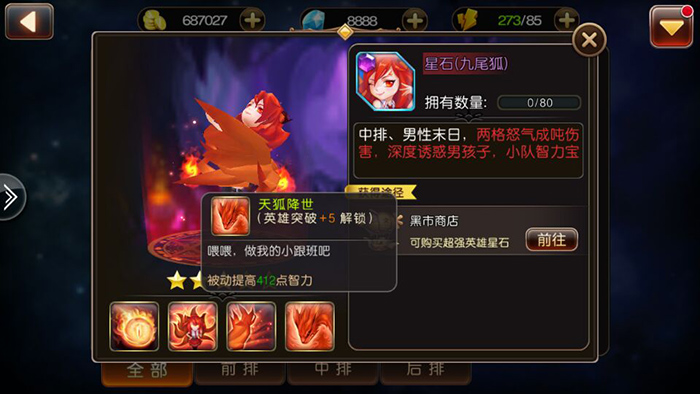 687027
8888
273/85
星石(九尾狐)
拥有数量:
0/80
中排、男性末日，两格怒气成吨伤
害，深度诱惑男孩子，小队智力宝
获得途径
黑市商店
可购买超强英雄星石
前往
天狐降世
(英雄突破+5 解锁)
喂喂，做我的小跟班吧
被动提高412点智力
全部
前排
中排
后排